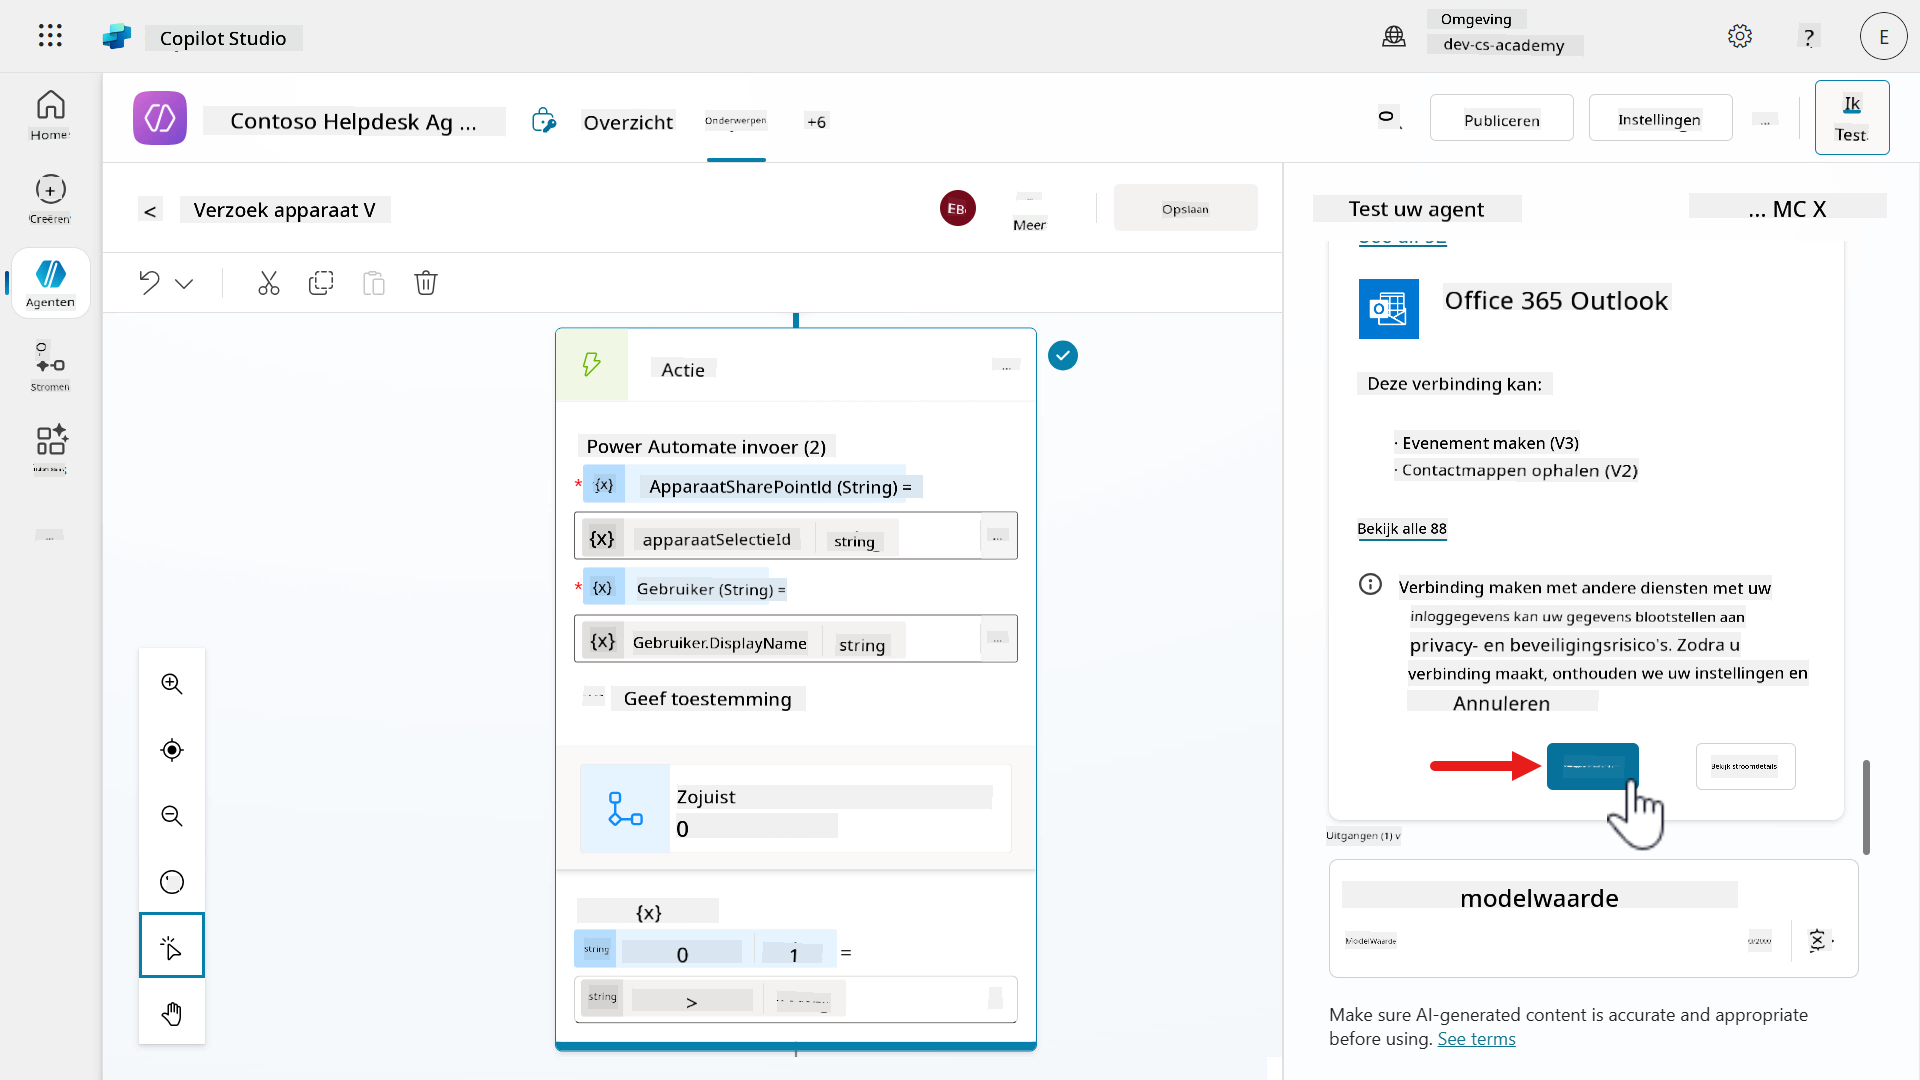 Copilot Studio
Omgeving
dev-cs-academy
?
E
Home
Creëren
Agenten
Stromen
...
Contoso Helpdesk Ag ...
Overzicht
Onderwerpen
+6
Publiceren
Instellingen
...
Ik
Test
< Verzoek apparaat V
EB
Meer
Opslaan
Actie
...
Power Automate invoer (2)
* {x} ApparaatSharePointId (String) =
{x} apparaatSelectieId string
...
* {x} Gebruiker (String) =
{x} Gebruiker.DisplayName string
...
Geef toestemming
Zojuist
0
{x}
string 0 1 =
string >
Test uw agent
... MC X
Office 365 Outlook
Deze verbinding kan:
· Evenement maken (V3)
· Contactmappen ophalen (V2)
Bekijk alle 88
Verbinding maken met andere diensten met uw
inloggegevens kan uw gegevens blootstellen aan
privacy- en beveiligingsrisico's. Zodra u
verbinding maakt, onthouden we uw instellingen en
Annuleren
Bekijk stroomdetails
Uitgangen (1) v
modelwaarde
ModelWaarde
0/2000
Make sure AI-generated content is accurate and appropriate
before using. See terms